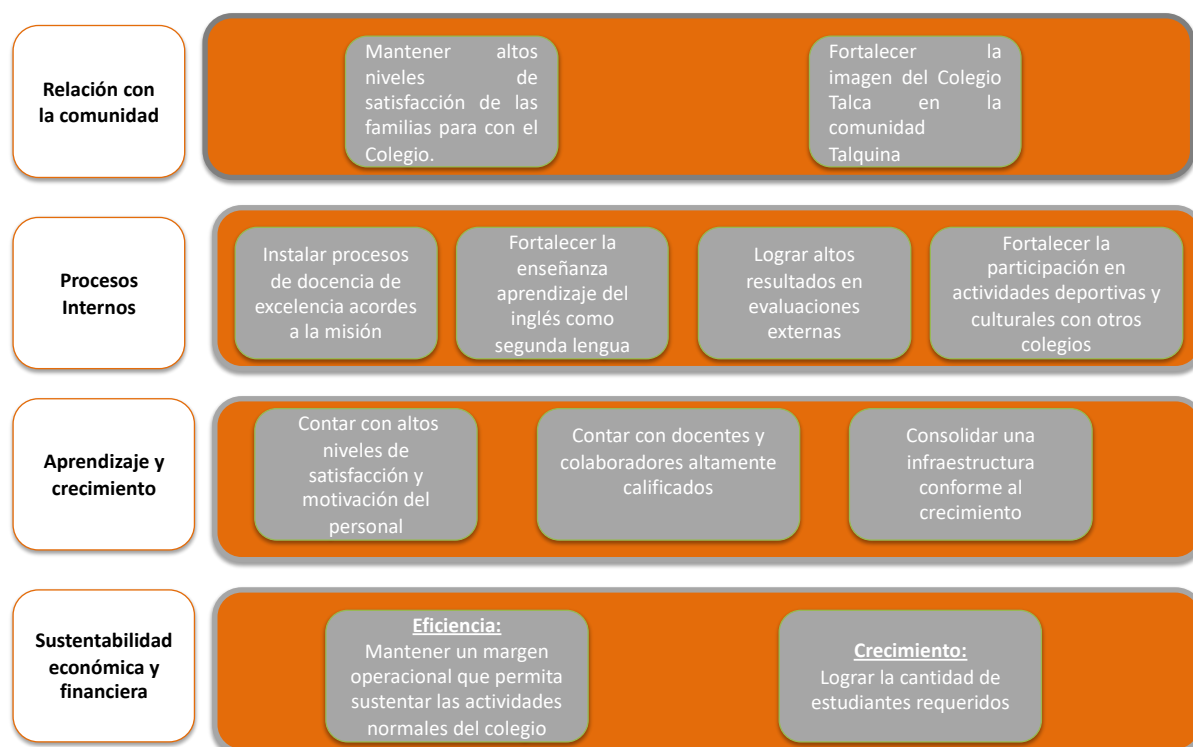 Relación con
la comunidad
Mantener altos
niveles de
satisfacción de las
familias para con el
Colegio.
Fortalecer la
imagen del Colegio
Talca en la
comunidad
Talquina
Procesos
Internos
Instalar procesos
de docencia de
excelencia acordes
a la misión
Fortalecer la
enseñanza
aprendizaje del
inglés como
segunda lengua
Lograr altos
resultados en
evaluaciones
externas
Fortalecer la
participación en
actividades deportivas y
culturales con otros
colegios
Aprendizaje y
crecimiento
Contar con altos
niveles de
satisfacción y
motivación del
personal
Contar con docentes y
colaboradores altamente
calificados
Consolidar una
infraestructura
conforme al
crecimiento
Sustentabilidad
económica y
financiera
Eficiencia:
Mantener un margen
operacional que permita
sustentar las actividades
normales del colegio
Crecimiento:
Lograr la cantidad de
estudiantes requeridos